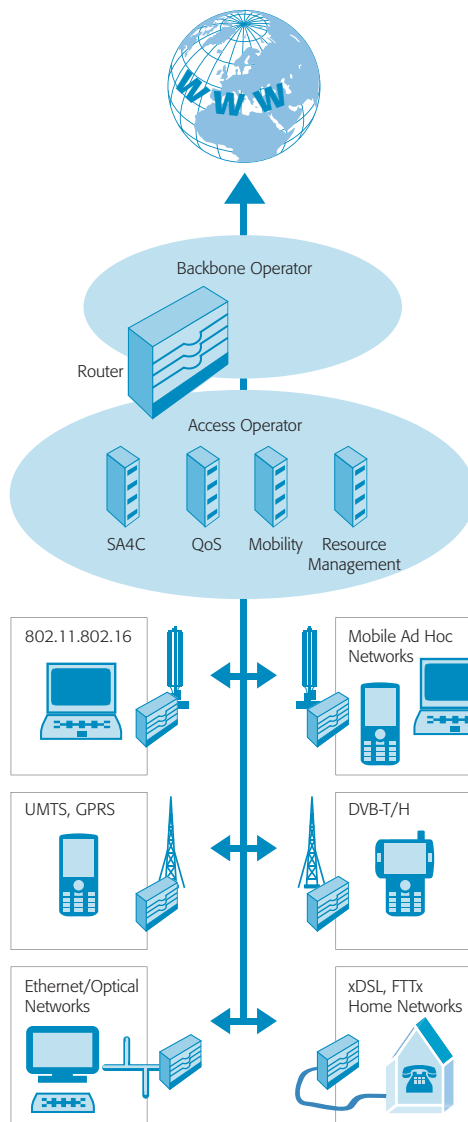 WWW
Backbone Operator
Router
Access Operator
SA4C
QoS
Mobility
Resource
Management
802.11.802.16
Mobile Ad Hoc
Networks
UMTS, GPRS
DVB-T/H
Ethernet/Optical
Networks
xDSL, FTTx
Home Networks